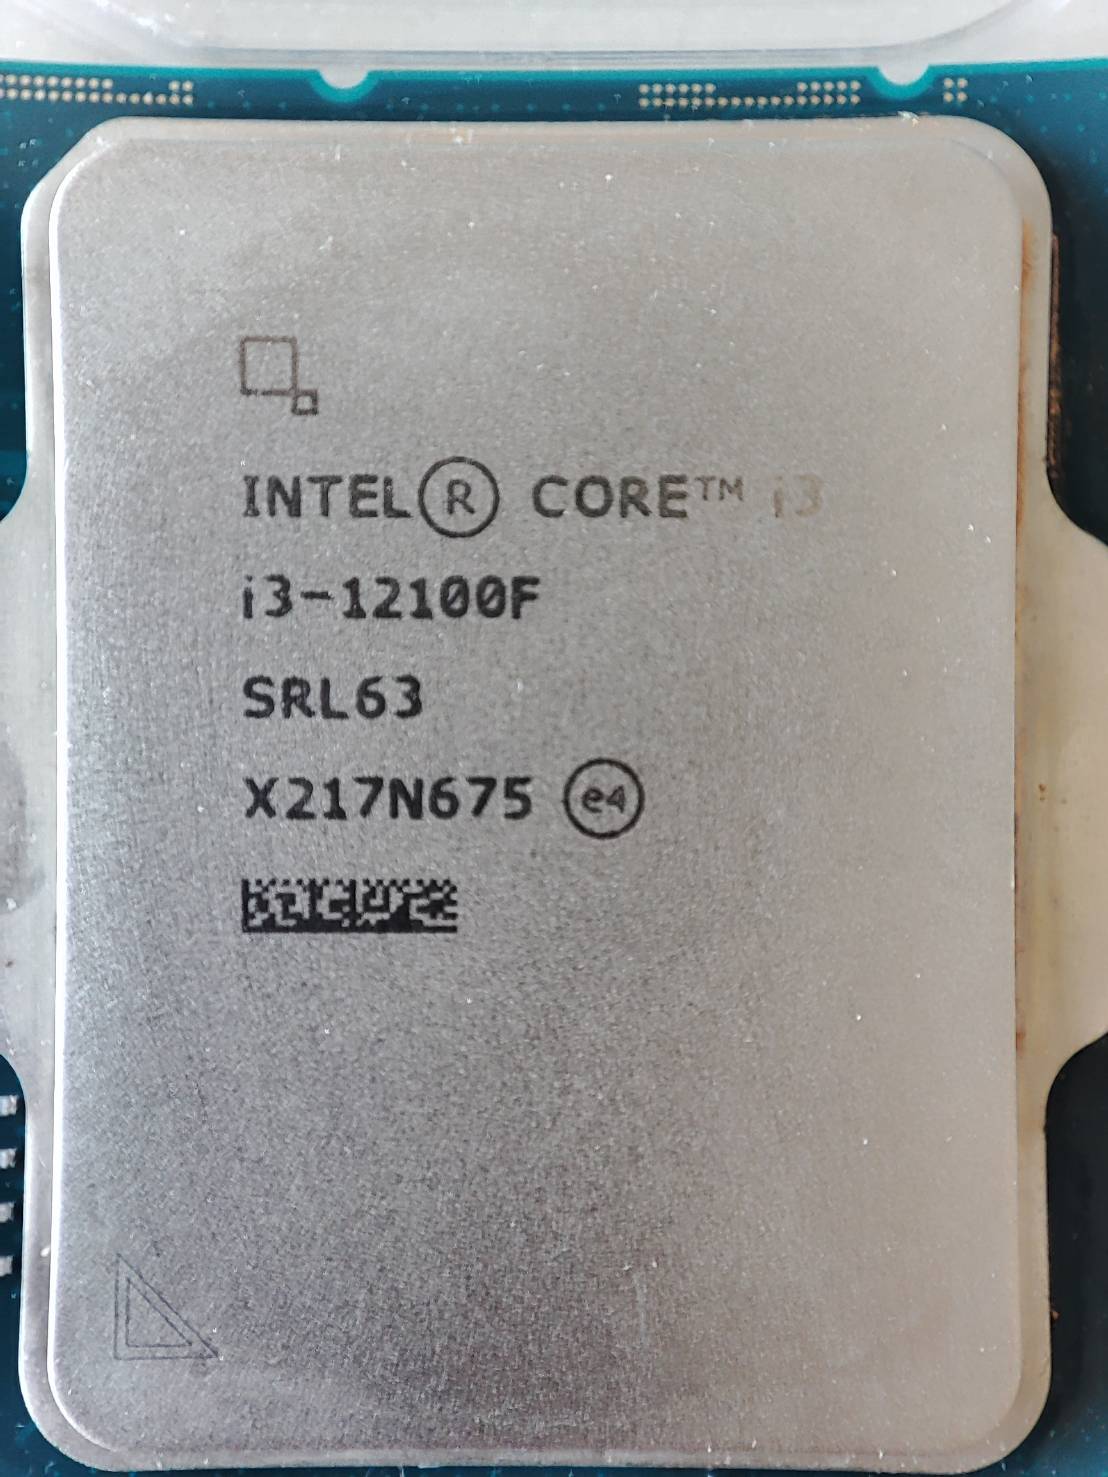 INTEL® CORE™ i3
i3-12100F
SRL63
X217N675 e4